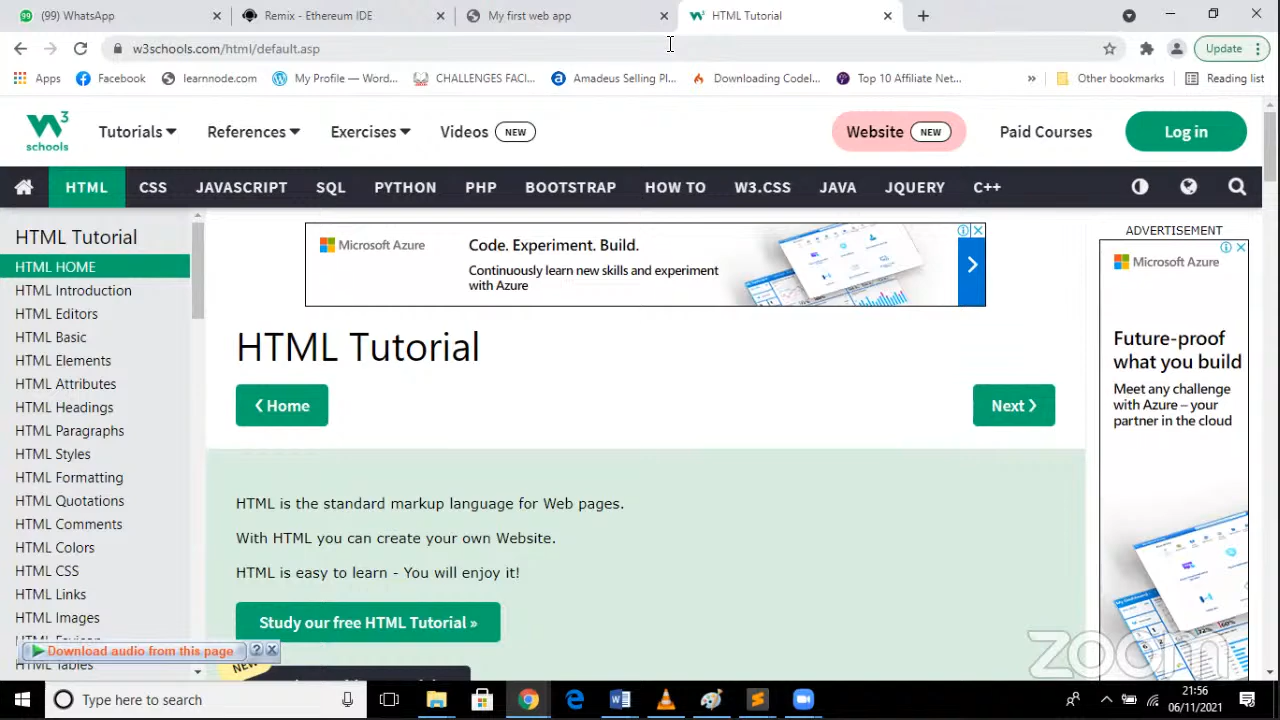 (99) WhatsApp
Remix - Ethereum IDE
My first web app
HTML Tutorial
w3schools.com/html/default.asp
Update
Apps
Facebook
learnnode.com
My Profile — Word...
CHALLENGES FACI...
Amadeus Selling Pl...
Downloading Codel...
Top 10 Affiliate Net...
»
Other bookmarks
Reading list
W3 schools
Tutorials
References
Exercises
Videos NEW
Website NEW
Paid Courses
Log in
HTML
CSS
JAVASCRIPT
SQL
PYTHON
PHP
BOOTSTRAP
HOW TO
W3.CSS
JAVA
JQUERY
C++
HTML Tutorial
HTML HOME
HTML Introduction
HTML Editors
HTML Basic
HTML Elements
HTML Attributes
HTML Headings
HTML Paragraphs
HTML Styles
HTML Formatting
HTML Quotations
HTML Comments
HTML Colors
HTML CSS
HTML Links
HTML Images
HTML Tables
Download audio from this page
?
Microsoft Azure
Code. Experiment. Build.
Continuously learn new skills and experiment
with Azure
HTML Tutorial
❮ Home
Next ❯
HTML is the standard markup language for Web pages.
With HTML you can create your own Website.
HTML is easy to learn - You will enjoy it!
Study our free HTML Tutorial »
NEW
ADVERTISEMENT
Microsoft Azure
Future-proof
what you build
Meet any challenge
with Azure – your
partner in the cloud
zoom
Type here to search
21:56
06/11/2021